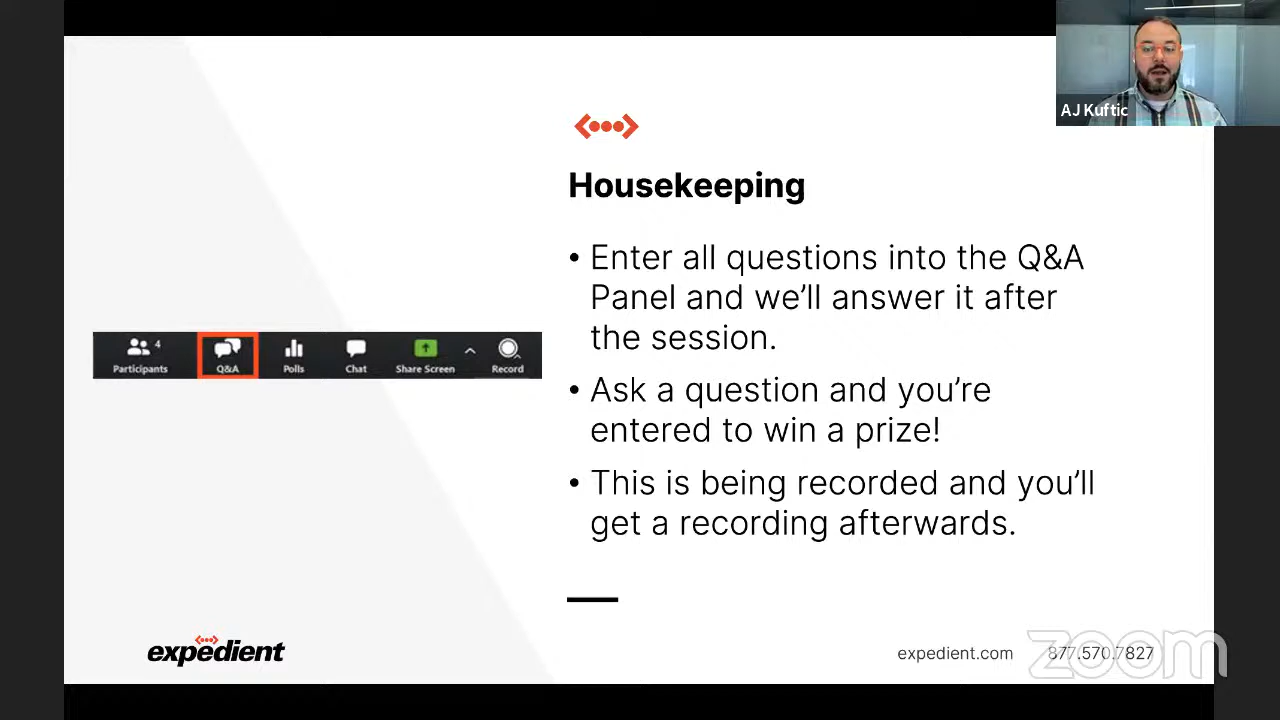 AJ Kuftic
Housekeeping
• Enter all questions into the Q&A
Panel and we'll answer it after
the session.
4
Participants
Q&A
Polls
Chat
Share Screen
Record
• Ask a question and you're
entered to win a prize!
• This is being recorded and you'll
get a recording afterwards.
expedient
expedient.com
877.570.7827
zoom